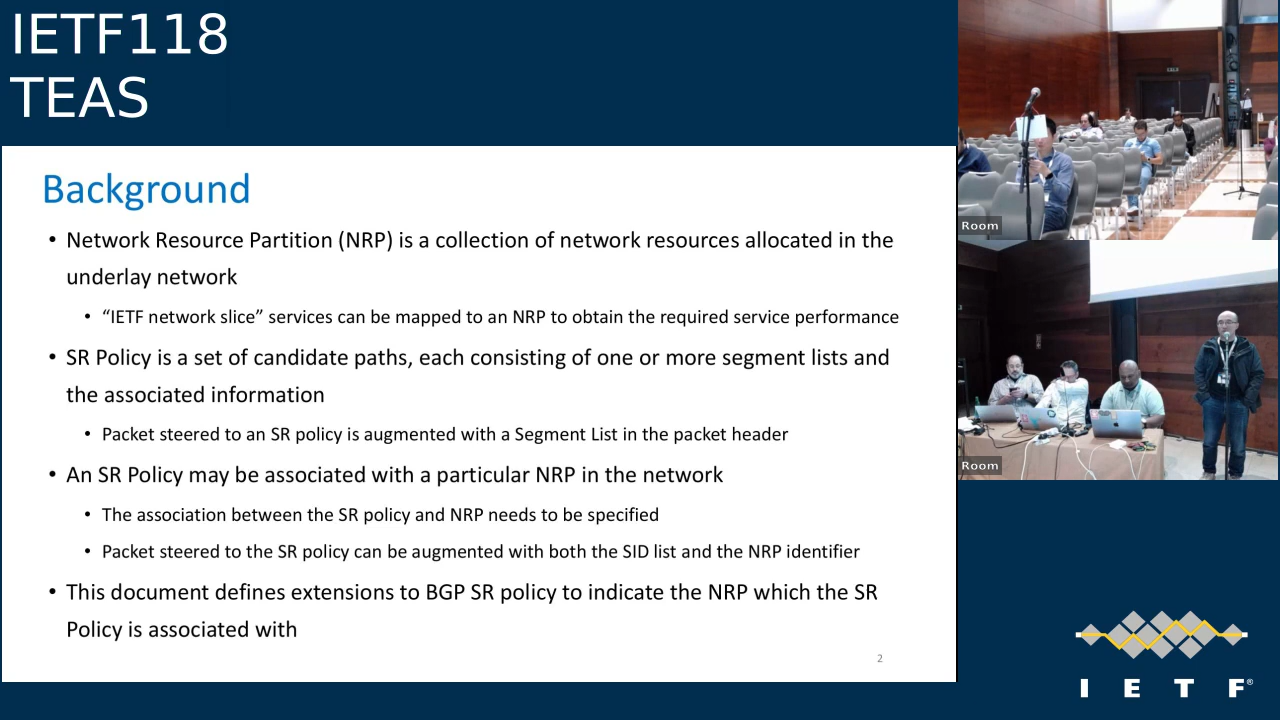 IETF118
TEAS
Background
• Network Resource Partition (NRP) is a collection of network resources allocated in the
underlay network
• “IETF network slice” services can be mapped to an NRP to obtain the required service performance
• SR Policy is a set of candidate paths, each consisting of one or more segment lists and
the associated information
• Packet steered to an SR policy is augmented with a Segment List in the packet header
• An SR Policy may be associated with a particular NRP in the network
• The association between the SR policy and NRP needs to be specified
• Packet steered to the SR policy can be augmented with both the SID list and the NRP identifier
• This document defines extensions to BGP SR policy to indicate the NRP which the SR
Policy is associated with
2
Room
Room
I E T F®